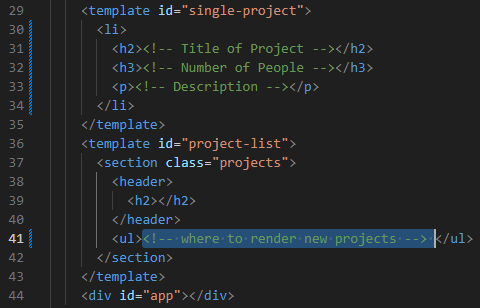 29 <template id="single-project">
30 <li>
31 <h2><!-- Title of Project --></h2>
32 <h3><!-- Number of People --></h3>
33 <p><!-- Description --></p>
34 </li>
35 </template>
36 <template id="project-list">
37 <section class="projects">
38 <header>
39 <h2></h2>
40 </header>
41 <ul><!-- where to render new projects --> </ul>
42 </section>
43 </template>
44 <div id="app"></div>